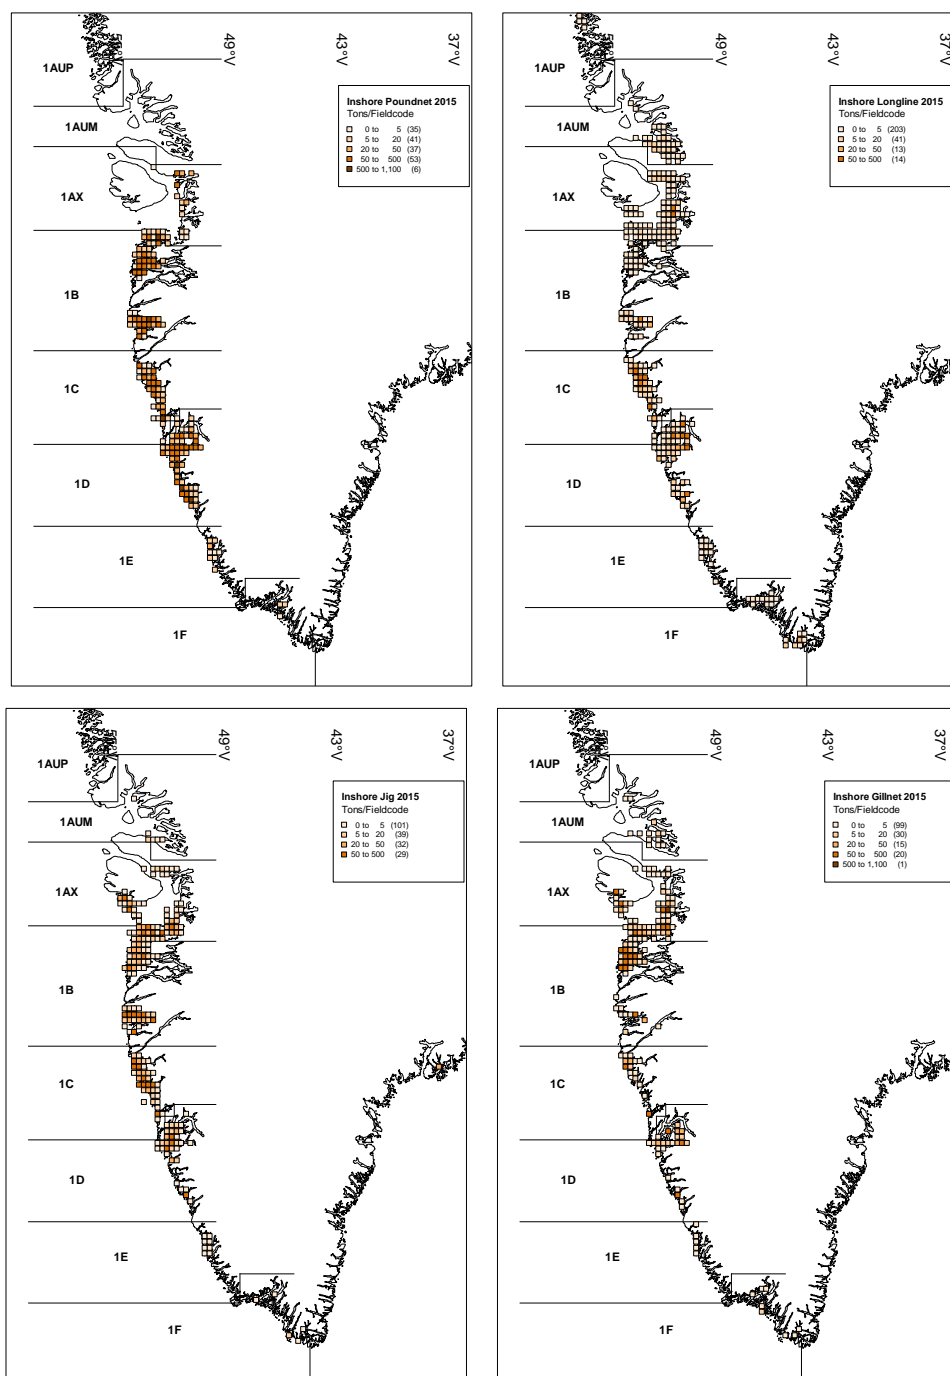 55°V
49°V
43°V
37°V
1AUP
1AUM
1AX
1B
1C
1D
1E
1F
Inshore Poundnet 2015
Tons/Fieldcode
0 to 5 (35)
5 to 20 (41)
20 to 50 (37)
50 to 500 (53)
500 to 1,100 (6)
49°V
43°V
37°V
1AUP
1AUM
1AX
1B
1C
1D
1E
1F
Inshore Longline 2015
Tons/Fieldcode
0 to 5 (203)
5 to 20 (41)
20 to 50 (13)
50 to 500 (14)
49°V
43°V
37°V
1AUP
1AUM
1AX
1B
1C
1D
1E
1F
Inshore Jig 2015
Tons/Fieldcode
0 to 5 (101)
5 to 20 (39)
20 to 50 (32)
50 to 500 (29)
49°V
43°V
37°V
1AUP
1AUM
1AX
1B
1C
1D
1E
1F
Inshore Gillnet 2015
Tons/Fieldcode
0 to 5 (99)
5 to 20 (30)
20 to 50 (15)
50 to 500 (20)
500 to 1,100 (1)